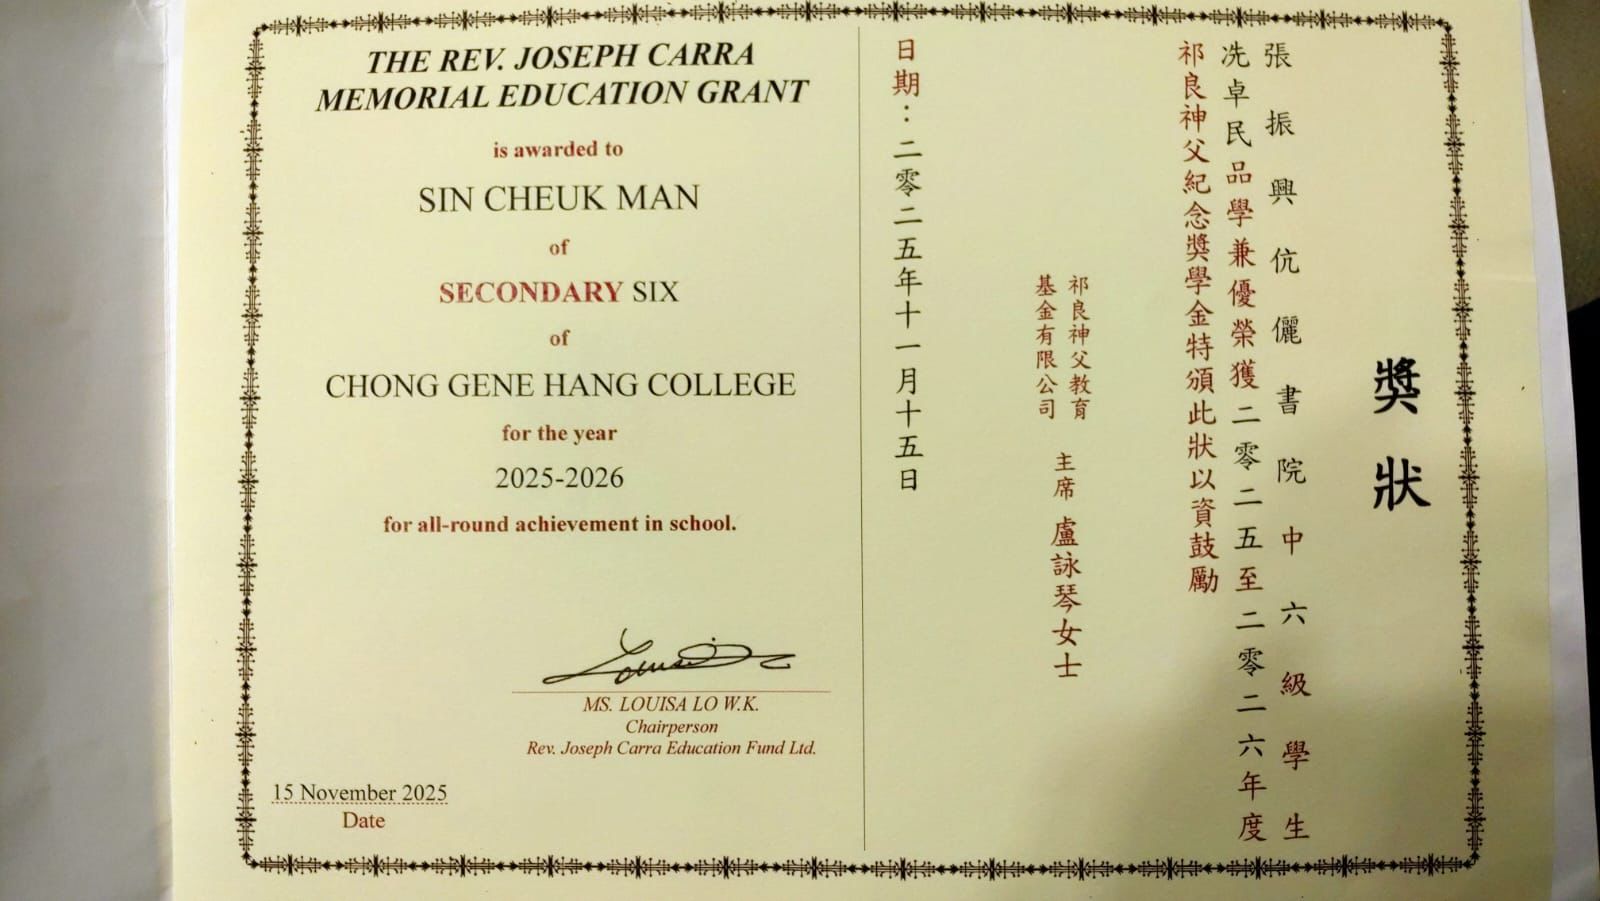 THE REV. JOSEPH CARRA
MEMORIAL EDUCATION GRANT
is awarded to
SIN CHEUK MAN
of
SECONDARY SIX
of
CHONG GENE HANG COLLEGE
for the year
2025-2026
for all-round achievement in school.
MS. LOUISA LO W.K.
Chairperson
Rev. Joseph Carra Education Fund Ltd.
15 November 2025
Date
獎狀
張振興伉儷書院中六級學生
冼卓民品學兼優榮獲二零二五至二零二六年度
祁良神父紀念獎學金特頒此狀以資鼓勵
祁良神父教育
基金有限公司
主席 盧詠琴女士
日期：二零二五年十一月十五日